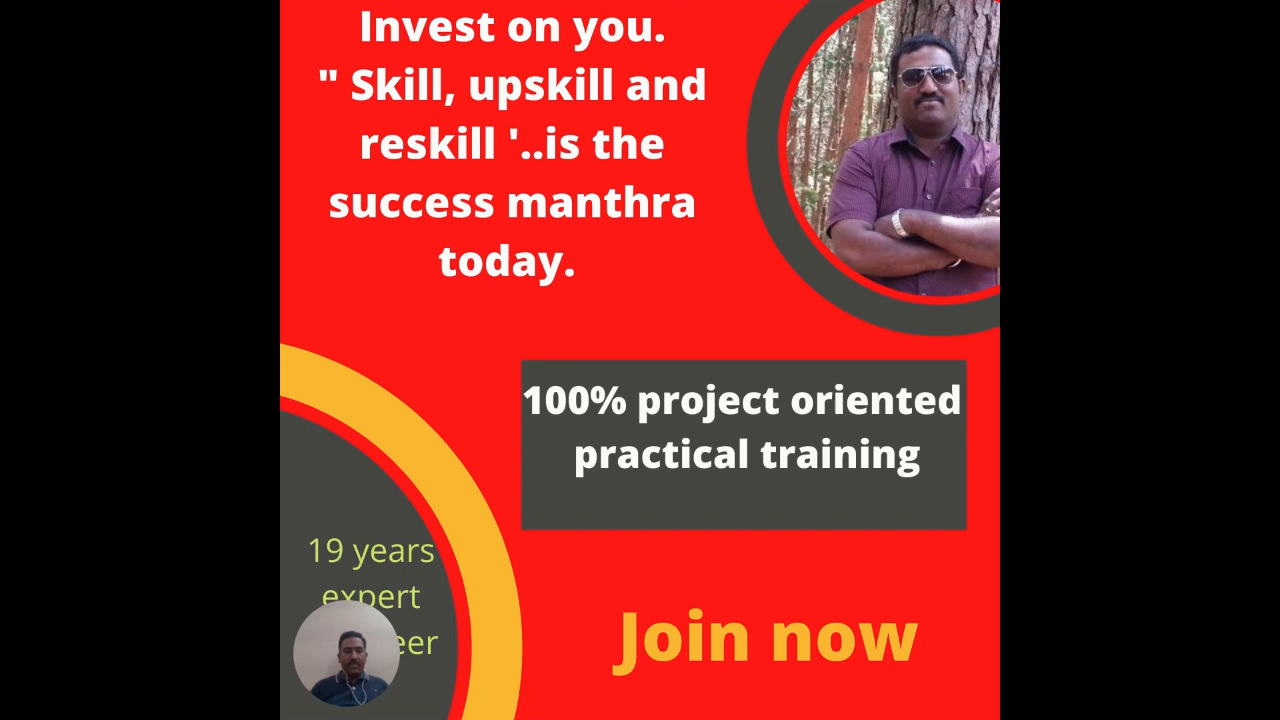 Invest on you.
" Skill, upskill and
reskill '..is the
success manthra
today.
100% project oriented
practical training
19 years
expert
Join now